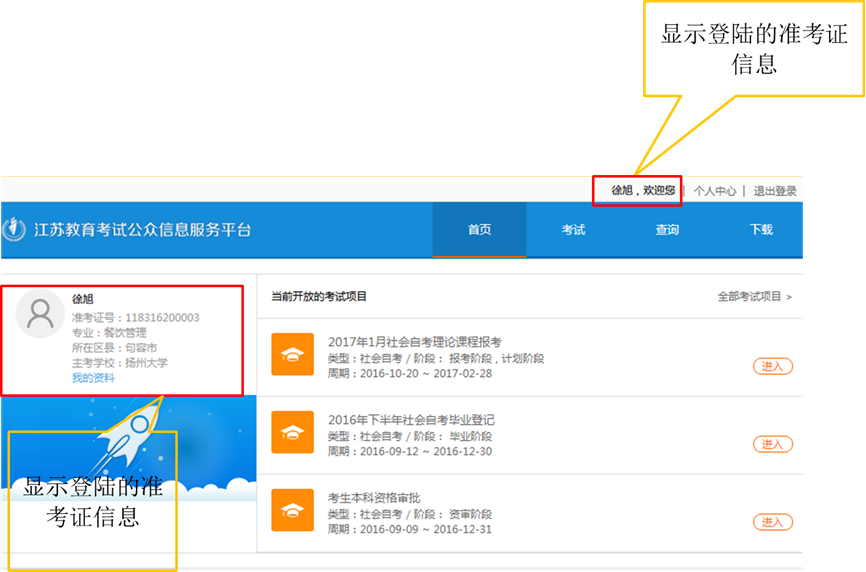 显示登陆的准考证
信息
徐旭，欢迎您 | 个人中心 | 退出登录
江苏教育考试公众信息服务平台
首页
考试
查询
下载
徐旭
准考证号：118316200003
专业：餐饮管理
所在区县：句容市
主考学校：扬州大学
我的资料
当前开放的考试项目
全部考试项目 >
2017年1月社会自考理论课程报考
类型：社会自考 / 阶段： 报考阶段 , 计划阶段
周期：2016-10-20 ~ 2017-02-28
进入
2016年下半年社会自考毕业登记
类型：社会自考 / 阶段： 毕业阶段
周期：2016-09-12 ~ 2016-12-30
进入
考生本科资格审批
类型：社会自考 / 阶段： 资审阶段
周期：2016-09-09 ~ 2016-12-31
进入
显示登陆的准
考证信息